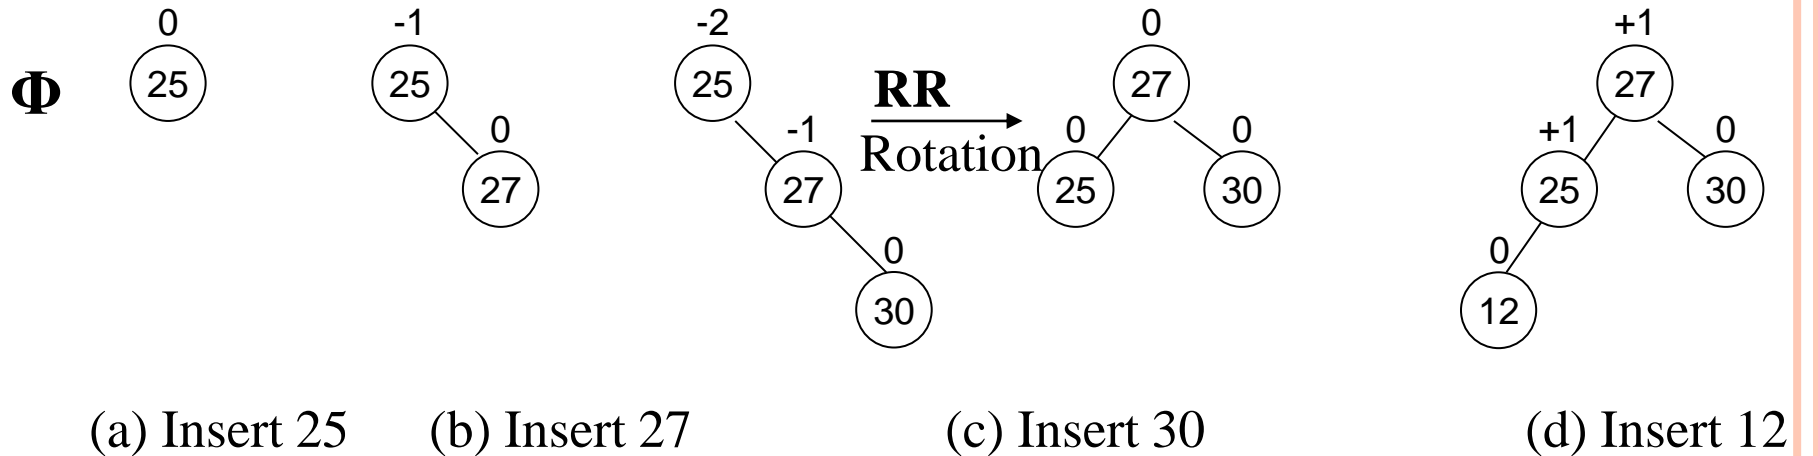 0 -1 -2 0 +1
Φ 25 25 25 RR 27 27
0 -1 0 0 +1 0
Rotation
27 27 25 30 25 30
0 0
30 12
(a) Insert 25 (b) Insert 27 (c) Insert 30 (d) Insert 12